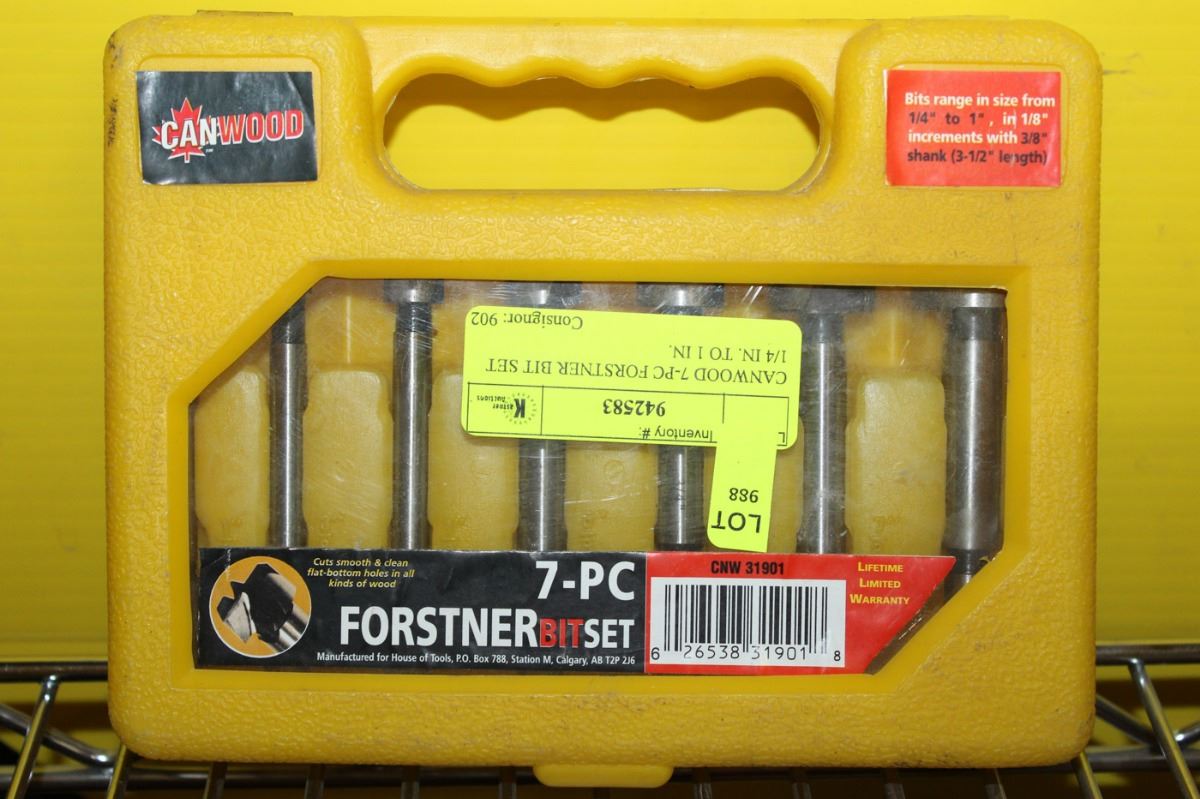 CANWOOD
Bits range in size from
1/4" to 1", in 1/8"
increments with 3/8"
shank (3-1/2" length)
LOT
988
Inventory #:
942583
Kastner
Auctions
CANWOOD 7-PC FORSTNER BIT SET
1/4 IN. TO 1 IN.
Consignor: 902
Cuts smooth & clean
flat-bottom holes in all
kinds of wood
7-PC
FORSTNERBITSET
Manufactured for House of Tools, P.O. Box 788, Station M, Calgary, AB T2P 2J6
CNW 31901
6 26538 31901 8
LIFETIME
LIMITED
WARRANTY